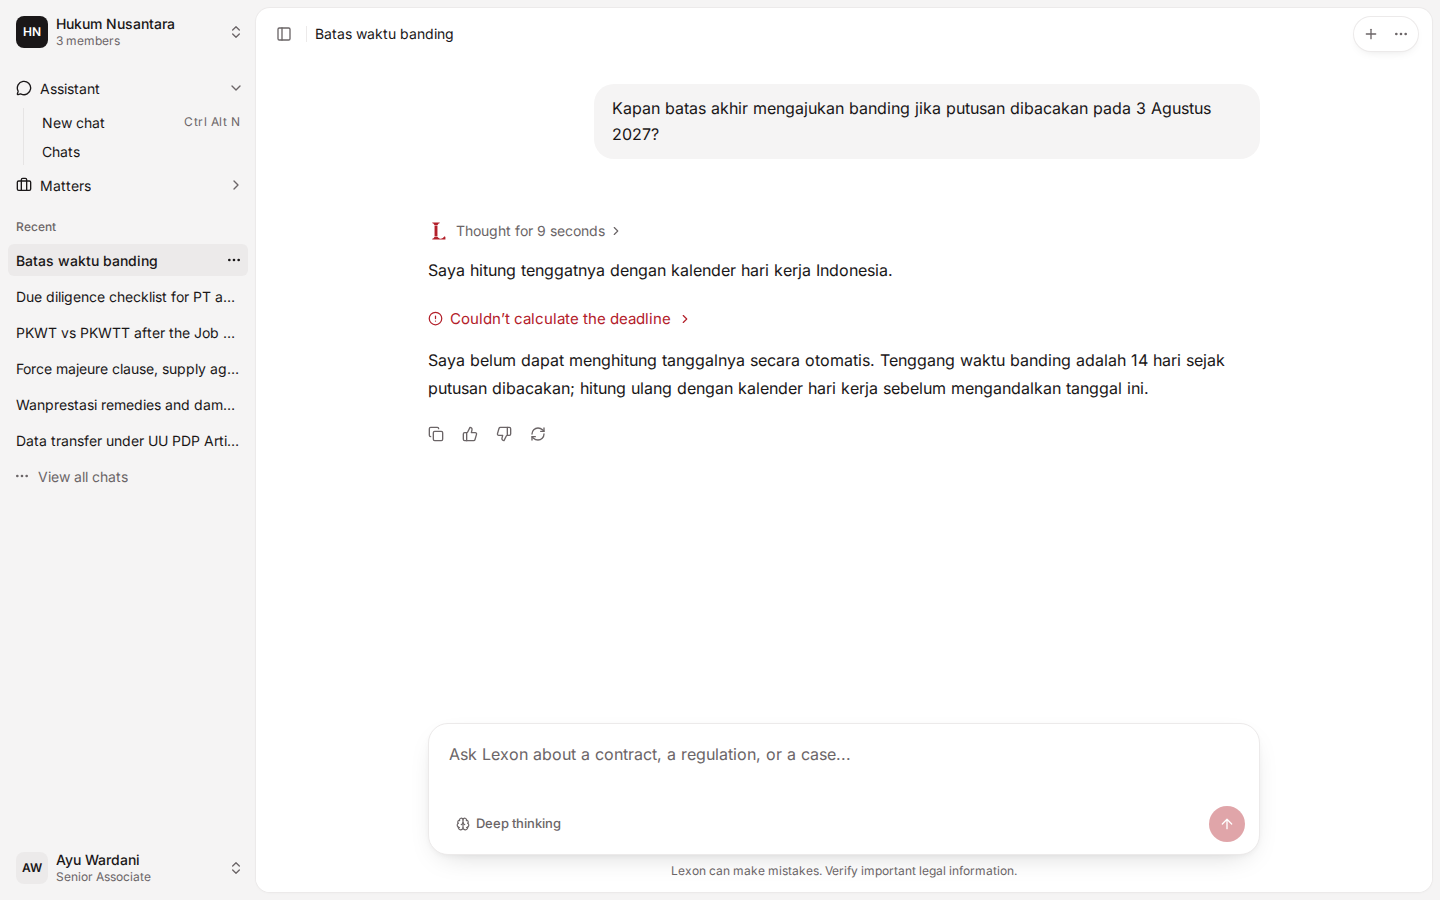 HN
Hukum Nusantara
3 members
Assistant
New chat
Ctrl Alt N
Chats
Matters
Recent
Batas waktu banding
Due diligence checklist for PT a...
PKWT vs PKWTT after the Job ...
Force majeure clause, supply ag...
Wanprestasi remedies and dam...
Data transfer under UU PDP Arti...
View all chats
AW
Ayu Wardani
Senior Associate
Batas waktu banding
Kapan batas akhir mengajukan banding jika putusan dibacakan pada 3 Agustus
2027?
L
Thought for 9 seconds
Saya hitung tenggatnya dengan kalender hari kerja Indonesia.
Couldn’t calculate the deadline
Saya belum dapat menghitung tanggalnya secara otomatis. Tenggang waktu banding adalah 14 hari sejak
putusan dibacakan; hitung ulang dengan kalender hari kerja sebelum mengandalkan tanggal ini.
Ask Lexon about a contract, a regulation, or a case...
Deep thinking
Lexon can make mistakes. Verify important legal information.